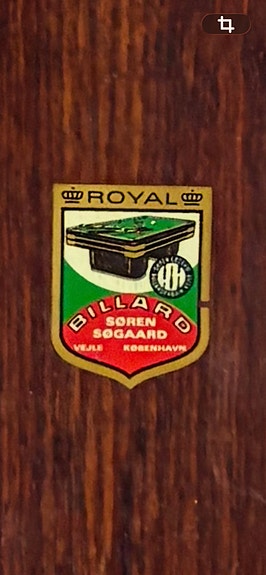 ROYAL
BILLARD
SØREN
SØGAARD
VEJLE KØBENHAVN